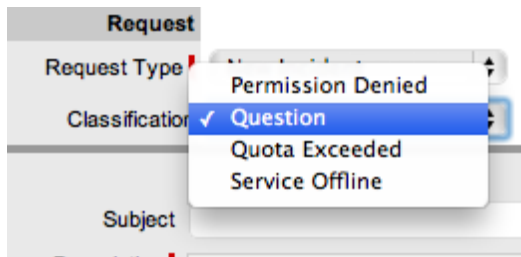 Request
Request Type
Permission Denied
Classification ✓ Question
Quota Exceeded
Service Offline
Subject